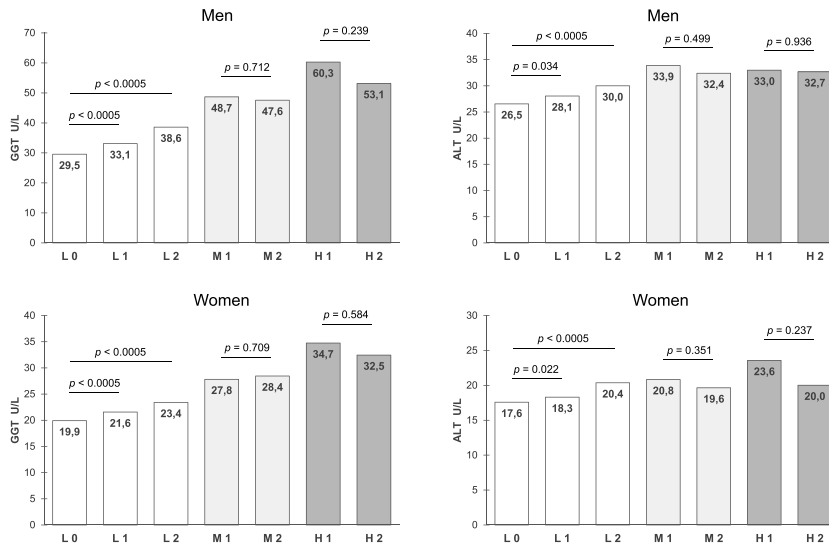 Men
p = 0.239
p < 0.0005
p = 0.712
p < 0.0005
GGT U/L
70
60
50
40
30
20
10
0
29,5
33,1
38,6
48,7
47,6
60,3
53,1
L 0
L 1
L 2
M 1
M 2
H 1
H 2
Men
p < 0.0005
p = 0.499
p = 0.936
p = 0.034
ALT U/L
40
35
30
25
20
15
10
5
0
26,5
28,1
30,0
33,9
32,4
33,0
32,7
L 0
L 1
L 2
M 1
M 2
H 1
H 2
Women
p = 0.584
p < 0.0005
p = 0.709
p < 0.0005
GGT U/L
40
35
30
25
20
15
10
5
0
19,9
21,6
23,4
27,8
28,4
34,7
32,5
L 0
L 1
L 2
M 1
M 2
H 1
H 2
Women
p < 0.0005
p = 0.237
p = 0.351
p = 0.022
ALT U/L
30
25
20
15
10
5
0
17,6
18,3
20,4
20,8
19,6
23,6
20,0
L 0
L 1
L 2
M 1
M 2
H 1
H 2